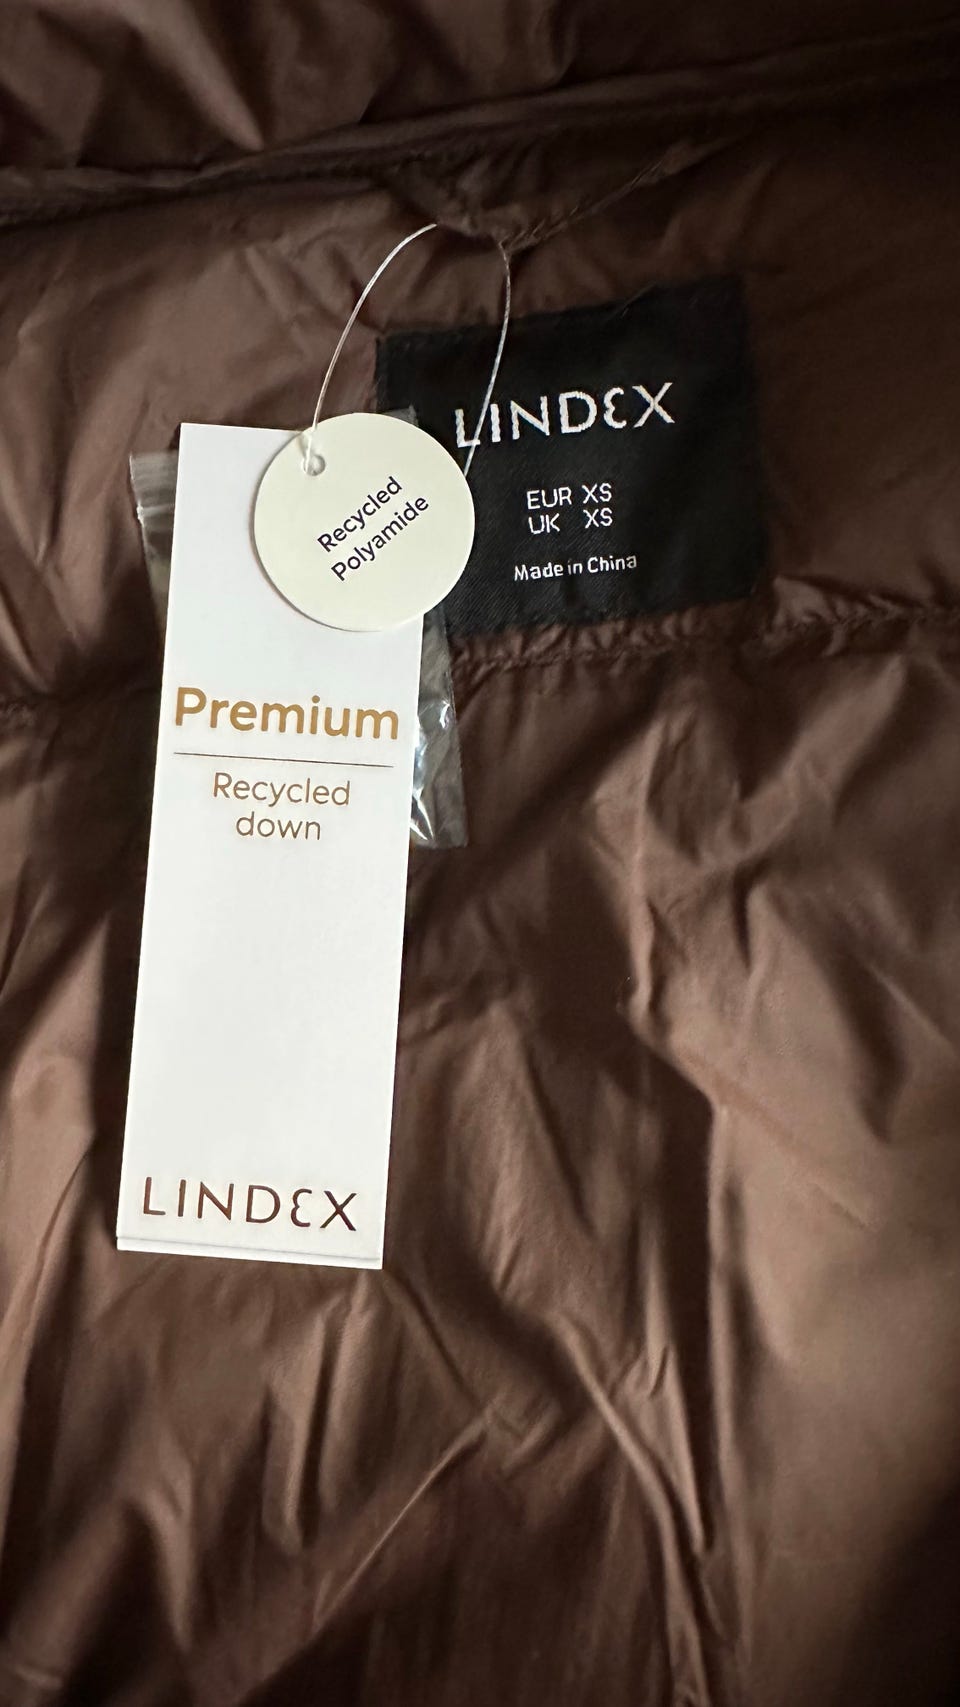 LINDEX
EUR XS
UK XS
Made in China
Recycled
Polyamide
Premium
Recycled
down
LINDEX